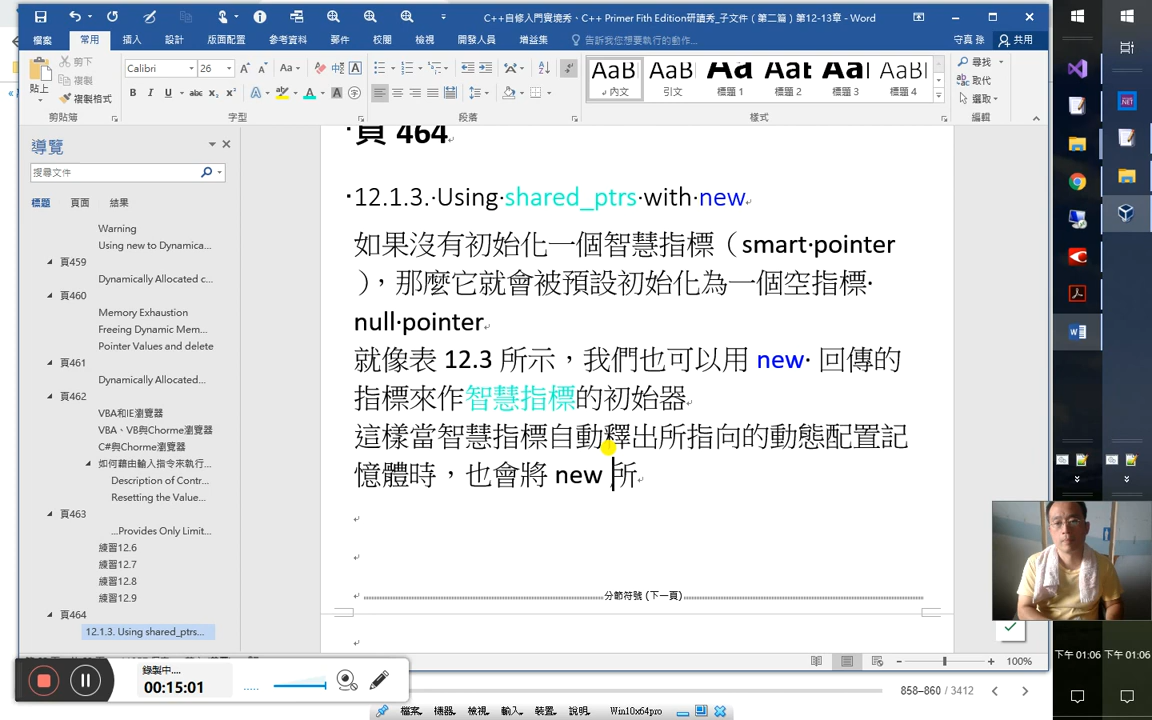 C++自修入門實境秀、C++ Primer Fifth Edition研讀秀_子文件（第二篇）第12-13章 - Word
檔案 常用 插入 設計 版面配置 參考資料 郵件 校閱 檢視 開發人員 增益集 告訴我您想要執行的動作... 守真 孫 共用
貼上
剪下
複製
複製格式
Calibri 26
AaB AaB Aa Aat Aal AaBl
內文 引文 標題 1 標題 2 標題 3 標題 4
尋找
取代
選取
剪貼簿 字型 段落 樣式 編輯
導覽
搜尋文件
標題 頁面 結果
Warning
Using new to Dynamica...
頁459
Dynamically Allocated c...
頁460
Memory Exhaustion
Freeing Dynamic Mem...
Pointer Values and delete
頁461
Dynamically Allocated...
頁462
VBA和IE瀏覽器
VBA、VB與Chorme瀏覽器
C#與Chorme瀏覽器
如何藉由輸入指令來執行...
Description of Contr...
Resetting the Value...
頁463
...Provides Only Limit...
練習12.6
練習12.7
練習12.8
練習12.9
頁464
12.1.3. Using shared_ptrs...
頁 464
12.1.3. Using shared_ptrs with new
如果沒有初始化一個智慧指標（smart pointer
），那麼它就會被預設初始化為一個空指標
null pointer
就像表 12.3 所示，我們也可以用 new 回傳的
指標來作智慧指標的初始器
這樣當智慧指標自動釋出所指向的動態配置記
憶體時，也會將 new 所
分節符號 (下一頁)
100%
錄製中....
00:15:01
858–860 / 3412
檔案 機器 檢視 輸入 裝置 說明 Win10x64pro
下午 01:06 下午 01:06